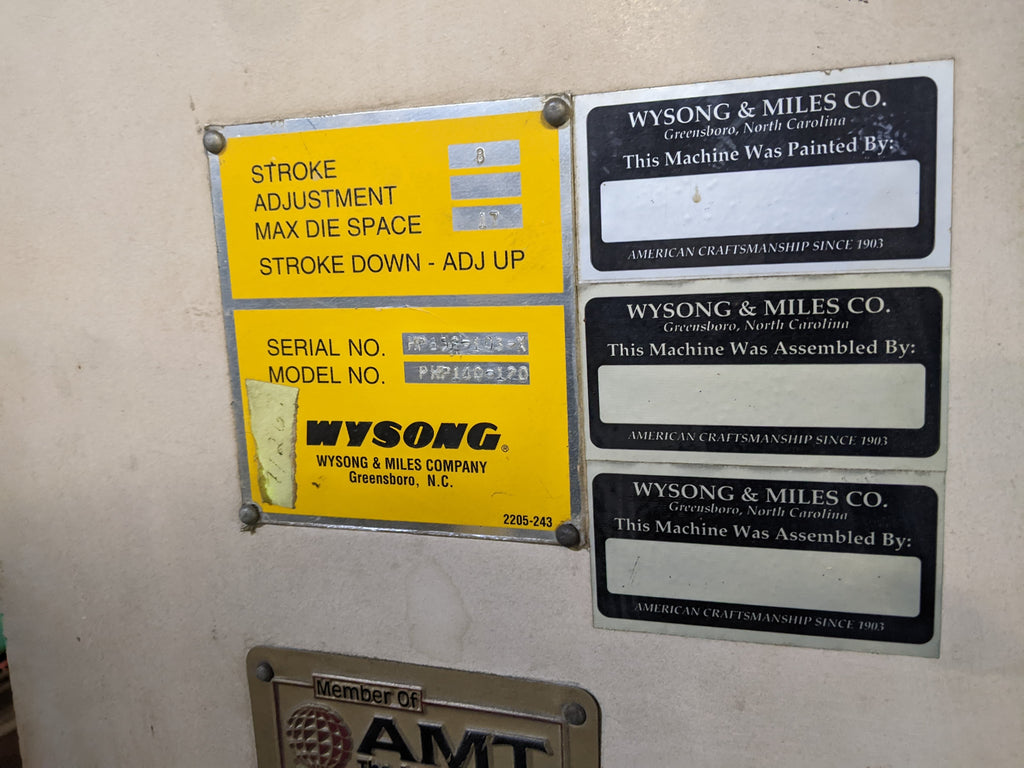 STROKE 8
ADJUSTMENT
MAX DIE SPACE 17
STROKE DOWN - ADJ UP
SERIAL NO.
MODEL NO. PHP140-120
WYSONG®
WYSONG & MILES COMPANY
Greensboro, N.C.
2205-243
WYSONG & MILES CO.
Greensboro, North Carolina
This Machine Was Painted By:
AMERICAN CRAFTSMANSHIP SINCE 1903
WYSONG & MILES CO.
Greensboro, North Carolina
This Machine Was Assembled By:
AMERICAN CRAFTSMANSHIP SINCE 1903
WYSONG & MILES CO.
Greensboro, North Carolina
This Machine Was Assembled By:
AMERICAN CRAFTSMANSHIP SINCE 1903
Member Of
AMT